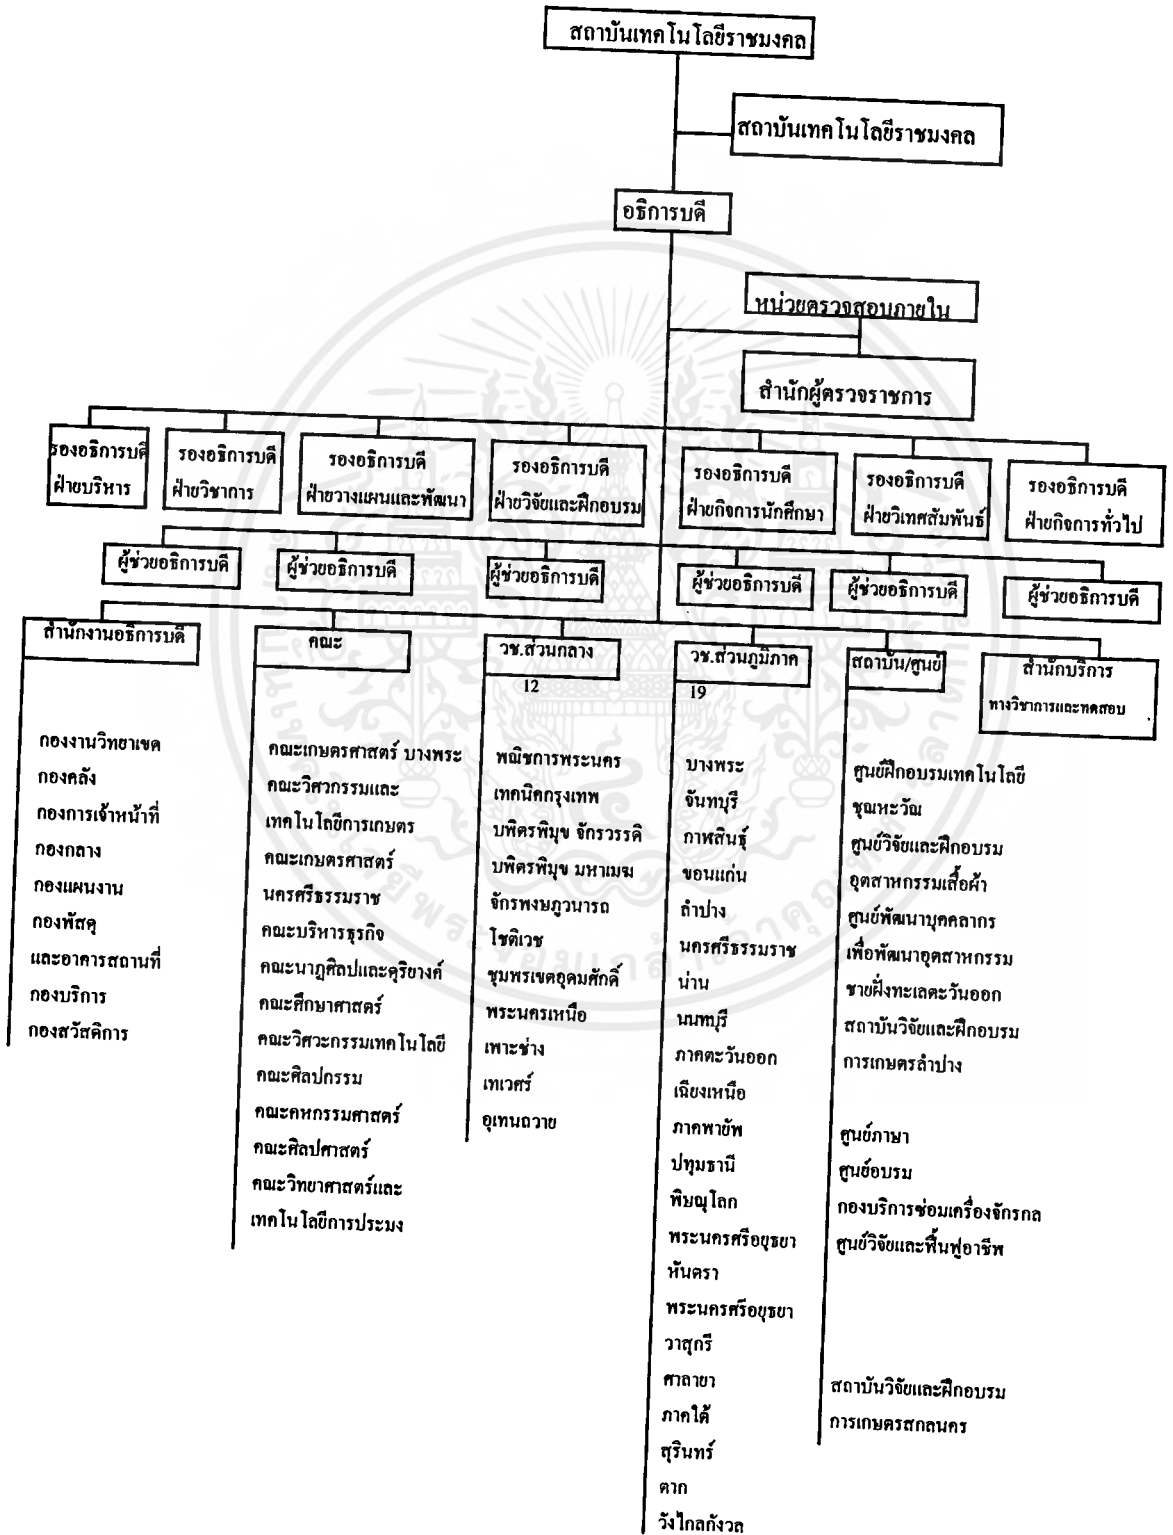 สถาบันเทคโนโลยีราชมงคล
สถาบันเทคโนโลยีราชมงคล
อธิการบดี
หน่วยตรวจสอบภายใน
สำนักผู้ตรวจราชการ
รองอธิการบดี
ฝ่ายบริหาร
รองอธิการบดี
ฝ่ายวิชาการ
รองอธิการบดี
ฝ่ายวางแผนและพัฒนา
รองอธิการบดี
ฝ่ายวิจัยและฝึกอบรม
รองอธิการบดี
ฝ่ายกิจการนักศึกษา
รองอธิการบดี
ฝ่ายวิเทศสัมพันธ์
รองอธิการบดี
ฝ่ายกิจการทั่วไป
ผู้ช่วยอธิการบดี
ผู้ช่วยอธิการบดี
ผู้ช่วยอธิการบดี
ผู้ช่วยอธิการบดี
ผู้ช่วยอธิการบดี
ผู้ช่วยอธิการบดี
สำนักงานอธิการบดี
กองงานวิทยาเขต
กองคลัง
กองการเจ้าหน้าที่
กองกลาง
กองแผนงาน
กองพัสดุ
และอาคารสถานที่
กองบริการ
กองสวัสดิการ
คณะ
คณะเกษตรศาสตร์ บางพระ
คณะวิศวกรรมและ
เทคโนโลยีการเกษตร
คณะเกษตรศาสตร์
นครศรีธรรมราช
คณะบริหารธุรกิจ
คณะนาฏศิลปและดุริยางค์
คณะศึกษาศาสตร์
คณะวิศวะกรรมเทคโนโลยี
คณะศิลปกรรม
คณะคหกรรมศาสตร์
คณะศิลปศาสตร์
คณะวิทยาศาสตร์และ
เทคโนโลยีการประมง
วช.ส่วนกลาง
12
พณิชการพระนคร
เทคนิคกรุงเทพ
บพิตรพิมุข จักรวรรดิ
บพิตรพิมุข มหาเมฆ
จักรพงษภูวนารถ
โชติเวช
ชุมพรเขตอุดมศักดิ์
พระนครเหนือ
เพาะช่าง
เทเวศร์
อุเทนถวาย
วช.ส่วนภูมิภาค
19
บางพระ
จันทบุรี
กาฬสินธุ์
ขอนแก่น
ลำปาง
นครศรีธรรมราช
น่าน
นนทบุรี
ภาคตะวันออก
เฉียงเหนือ
ภาคพายัพ
ปทุมธานี
พิษณุโลก
พระนครศรีอยุธยา
หันตรา
พระนครศรีอยุธยา
วาสุกรี
ศาลายา
ภาคใต้
สุรินทร์
ตาก
วังไกลกังวล
สถาบัน/ศูนย์
ศูนย์ฝึกอบรมเทคโนโลยี
ชุณหะวัณ
ศูนย์วิจัยและฝึกอบรม
อุตสาหกรรมเสื้อผ้า
ศูนย์พัฒนาบุคคลากร
เพื่อพัฒนาอุตสาหกรรม
ชายฝั่งทะเลตะวันออก
สถาบันวิจัยและฝึกอบรม
การเกษตรลำปาง
ศูนย์ภาษา
ศูนย์อบรม
กองบริการซ่อมเครื่องจักรกล
ศูนย์วิจัยและฟื้นฟูอาชีพ
สถาบันวิจัยและฝึกอบรม
การเกษตรสกลนคร
สำนักบริการ
ทางวิชาการและทดสอบ